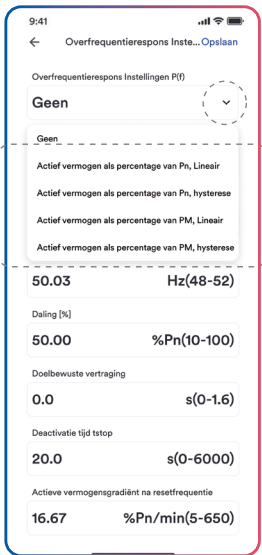 9:41
Overfrequentierespons Inste...Opslaan
Overfrequentierespons Instellingen P(f)
Geen
Geen
Actief vermogen als percentage van Pn, Lineair
Actief vermogen als percentage van Pn, hysterese
Actief vermogen als percentage van PM, Lineair
Actief vermogen als percentage van PM, hysterese
50.03 Hz(48-52)
Daling [%]
50.00 %Pn(10-100)
Doelbewuste vertraging
0.0 s(0-1.6)
Deactivatie tijd tstop
20.0 s(0-6000)
Actieve vermogensgradiënt na resetfrequentie
16.67 %Pn/min(5-650)